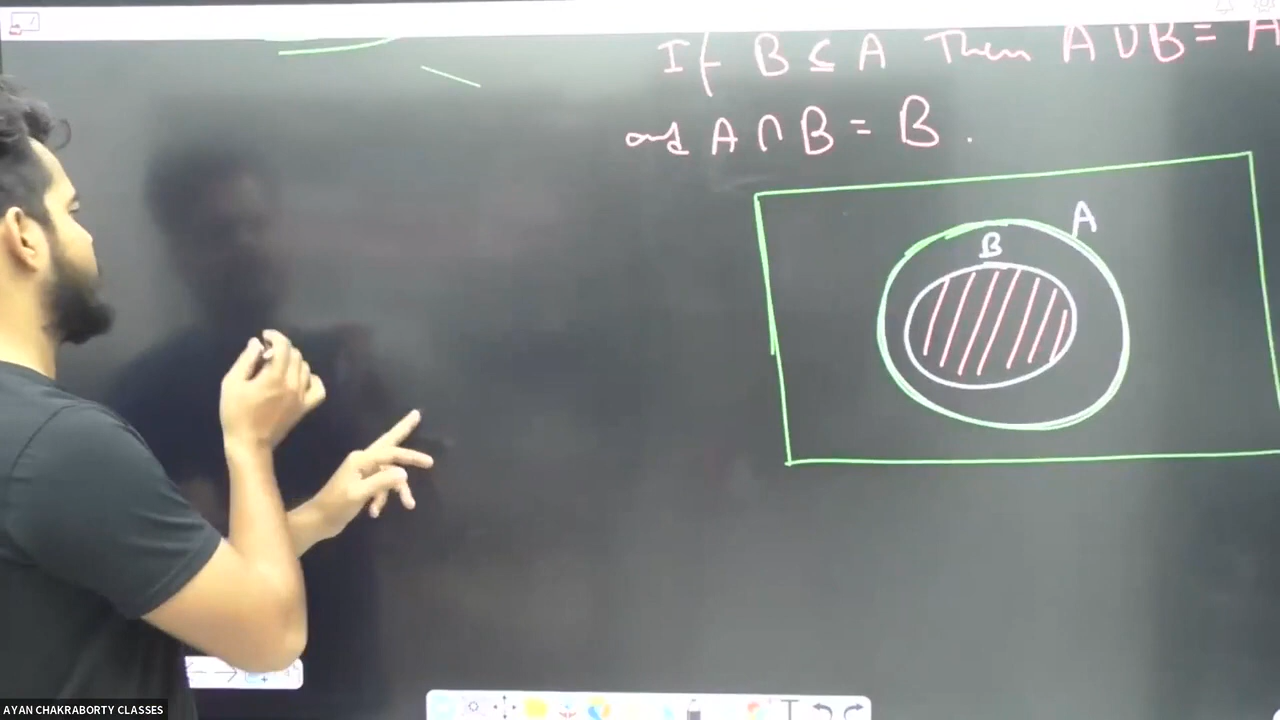 If B ⊆ A Then A ∪ B = A
and A ∩ B = B .
A
B
AYAN CHAKRABORTY CLASSES